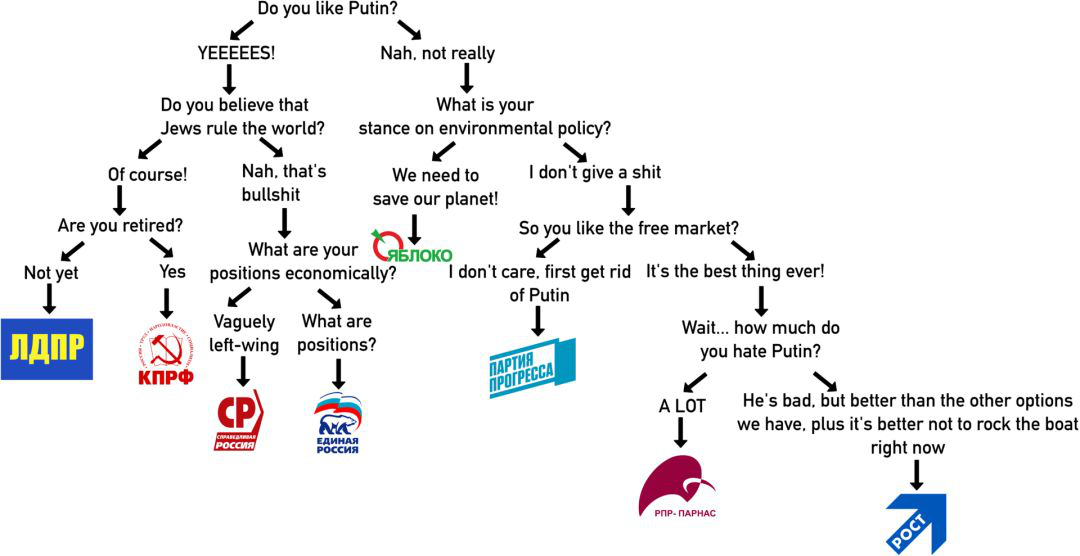 Do you like Putin?
YEEEEES!
Nah, not really
Do you believe that
Jews rule the world?
What is your
stance on environmental policy?
Of course!
Nah, that's
bullshit
We need to
save our planet!
I don't give a shit
Are you retired?
So you like the free market?
What are your
positions economically?
ЯБЛОКО
Not yet
Yes
I don't care, first get rid
of Putin
It's the best thing ever!
Vaguely
left-wing
What are
positions?
Wait... how much do
you hate Putin?
ЛДПР
КПРФ
ПАРТИЯ
ПРОГРЕССА
A LOT
He's bad, but better than the other options
we have, plus it's better not to rock the boat
right now
СР
СПРАВЕДЛИВАЯ
РОССИЯ
ЕДИНАЯ
РОССИЯ
РПР-ПАРНАС
РОСТ